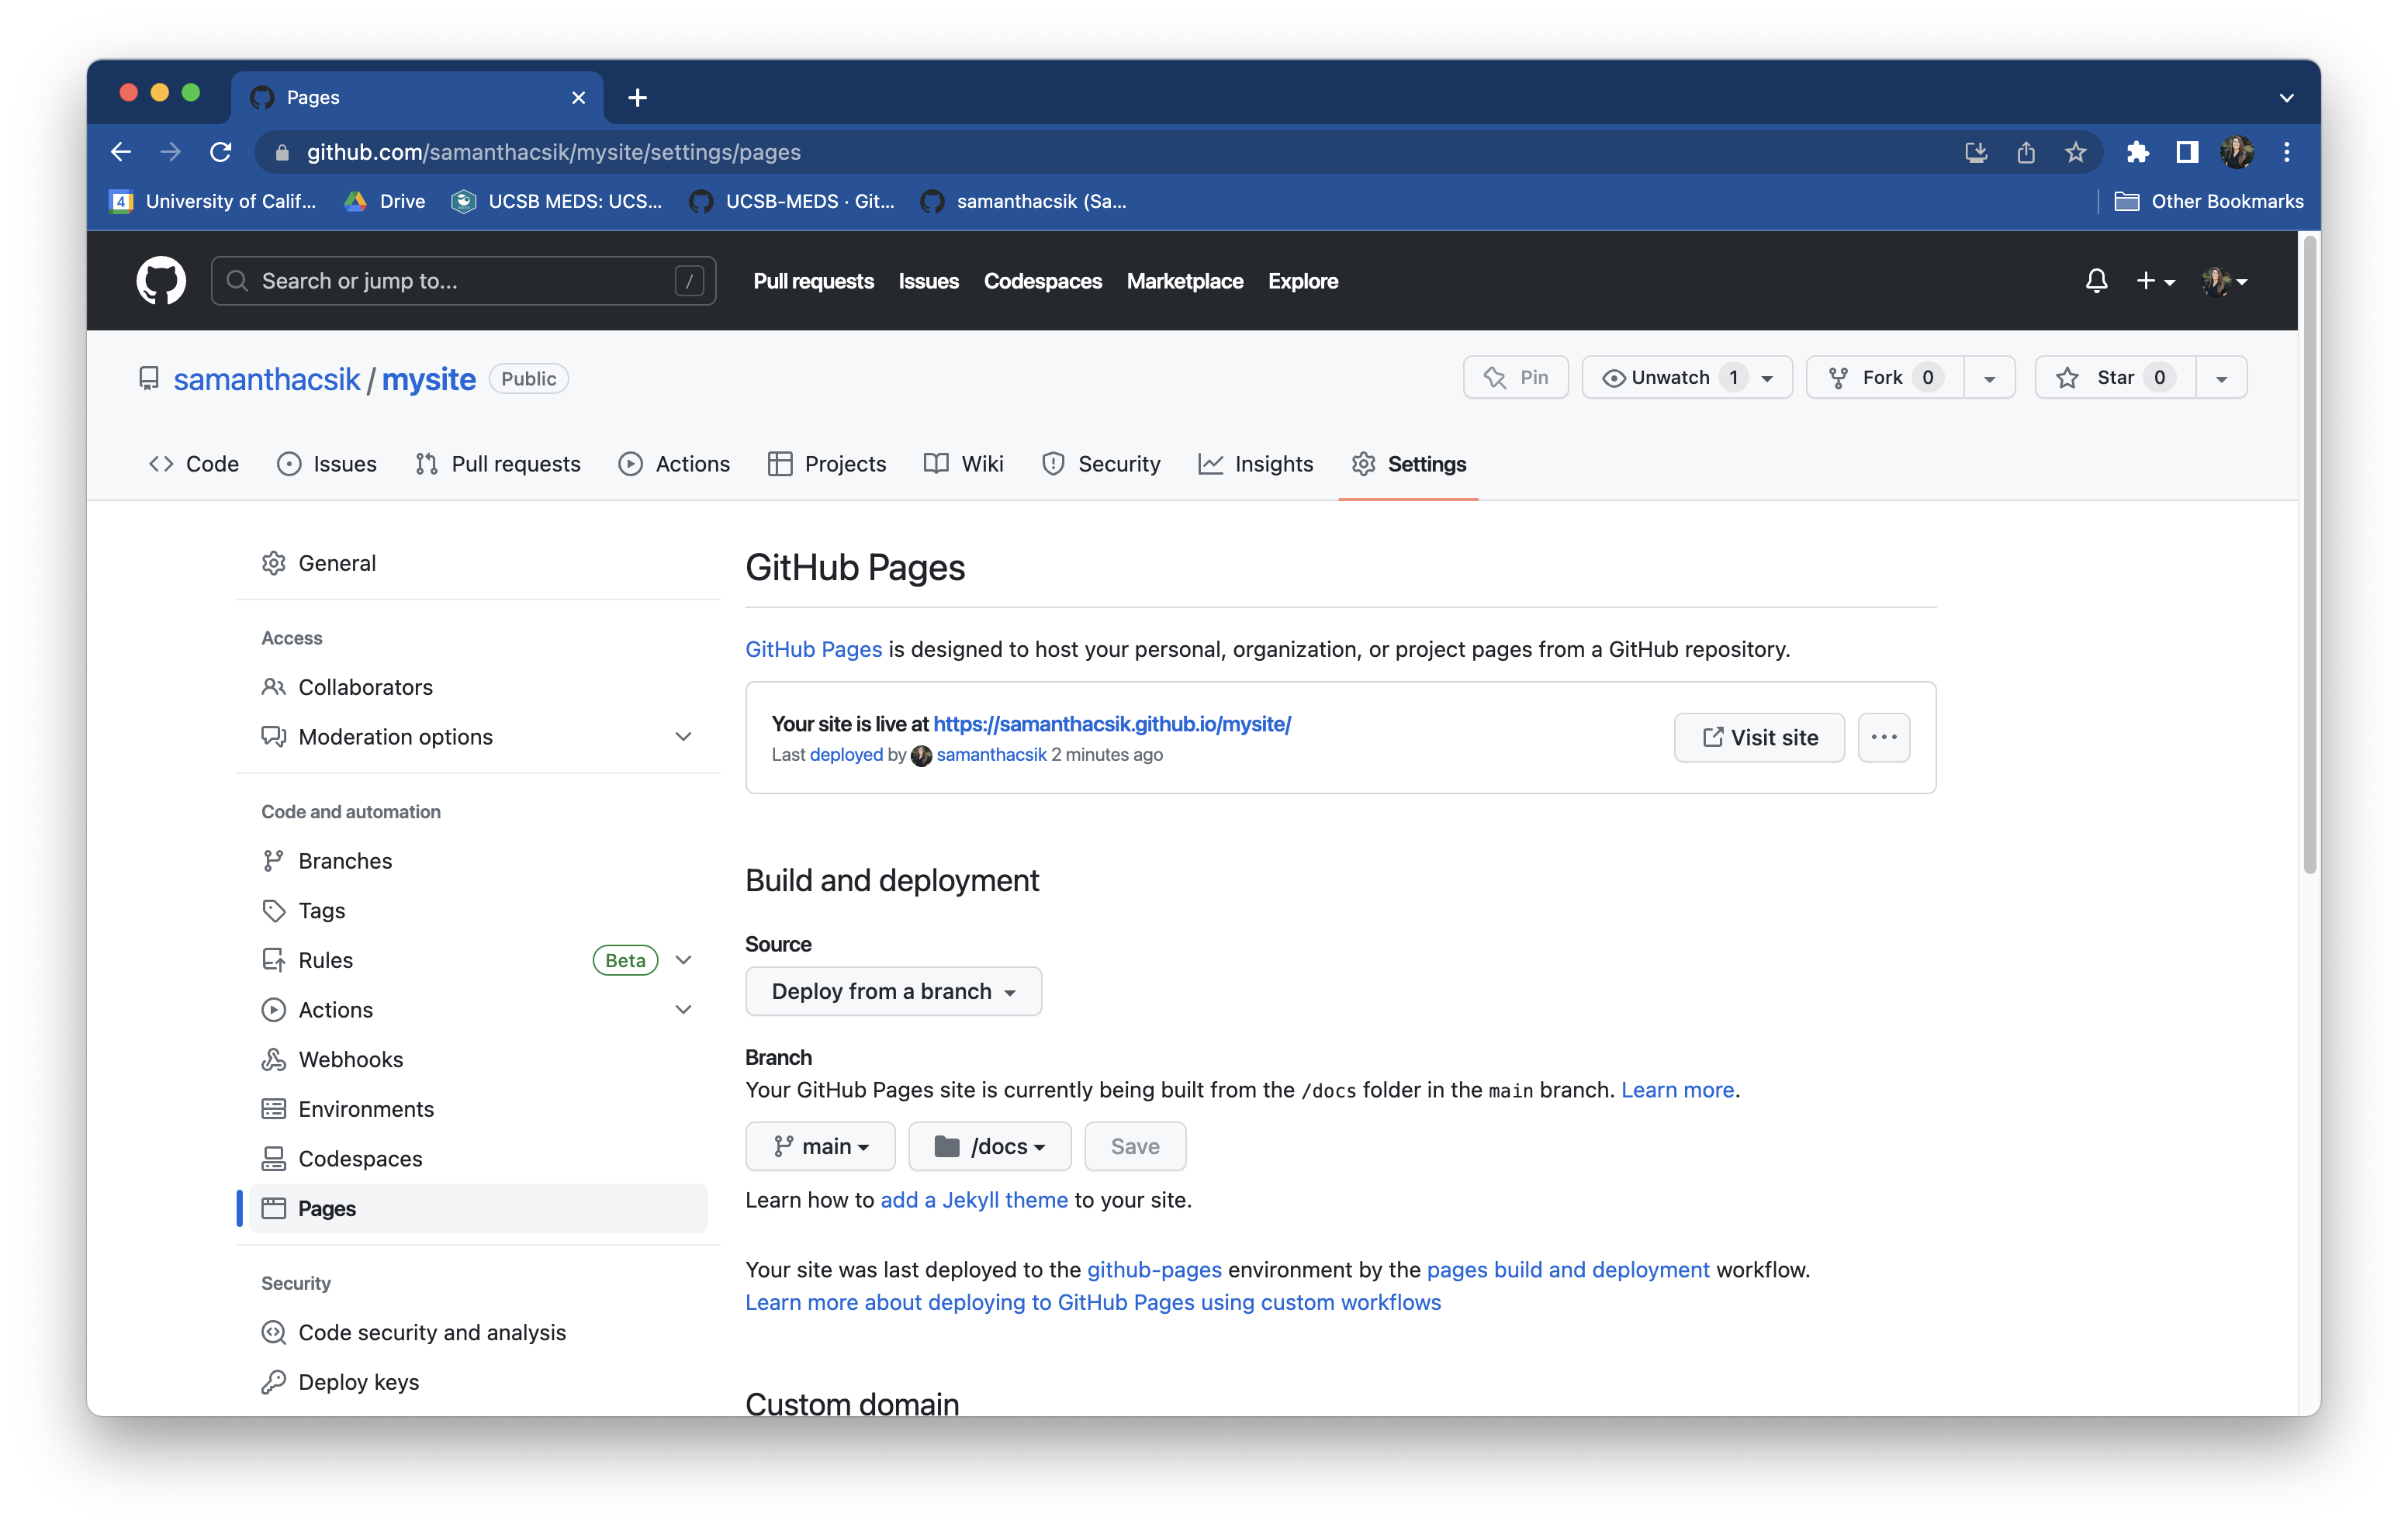 Pages
github.com/samanthacsik/mysite/settings/pages
4 University of Calif... Drive UCSB MEDS: UCS... UCSB-MEDS · Git... samanthacsik (Sa... Other Bookmarks
Search or jump to... / Pull requests Issues Codespaces Marketplace Explore
samanthacsik / mysite Public Pin Unwatch 1 Fork 0 Star 0
Code Issues Pull requests Actions Projects Wiki Security Insights Settings
General
Access
Collaborators
Moderation options
Code and automation
Branches
Tags
Rules Beta
Actions
Webhooks
Environments
Codespaces
Pages
Security
Code security and analysis
Deploy keys
GitHub Pages
GitHub Pages is designed to host your personal, organization, or project pages from a GitHub repository.
Your site is live at https://samanthacsik.github.io/mysite/
Last deployed by samanthacsik 2 minutes ago
Visit site
Build and deployment
Source
Deploy from a branch
Branch
Your GitHub Pages site is currently being built from the /docs folder in the main branch. Learn more.
main /docs Save
Learn how to add a Jekyll theme to your site.
Your site was last deployed to the github-pages environment by the pages build and deployment workflow.
Learn more about deploying to GitHub Pages using custom workflows
Custom domain